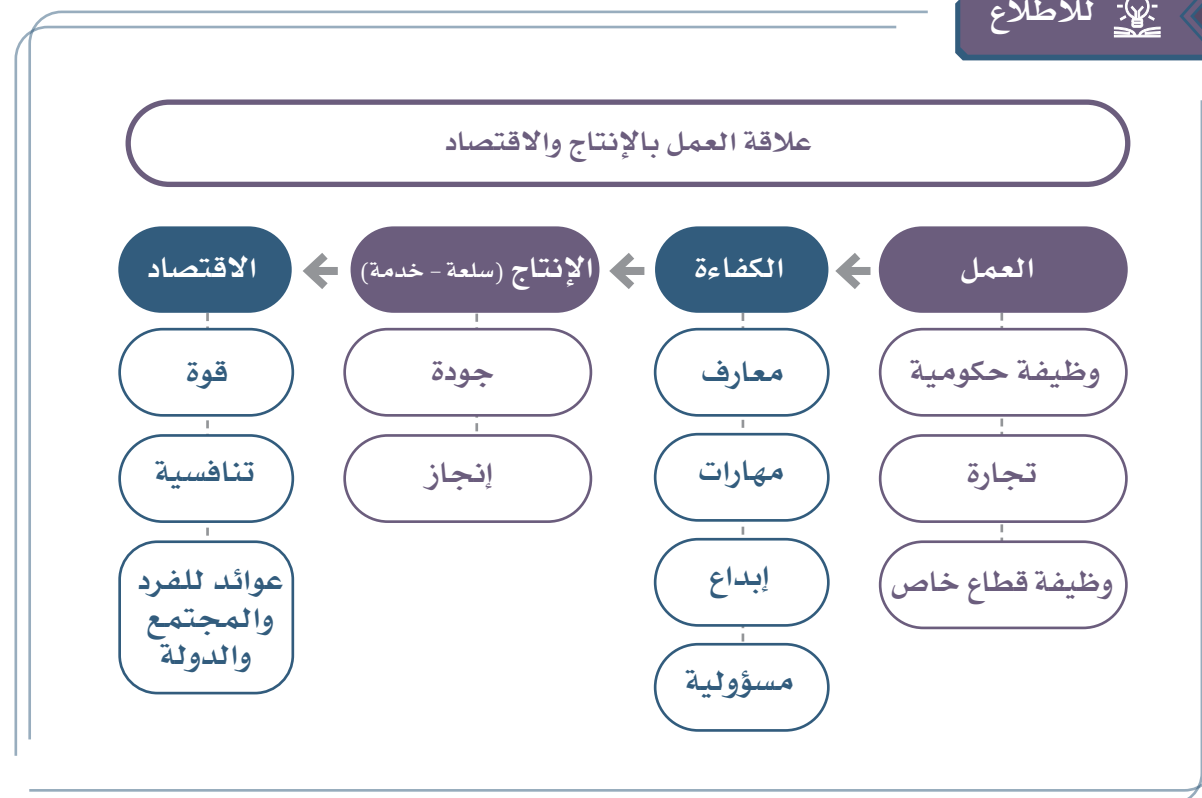 للاطلاع
علاقة العمل بالإنتاج والاقتصاد
العمل
وظيفة حكومية
تجارة
وظيفة قطاع خاص
الكفاءة
معارف
مهارات
إبداع
مسؤولية
الإنتاج (سلعة - خدمة)
جودة
إنجاز
الاقتصاد
قوة
تنافسية
عوائد للفرد
والمجتمع
والدولة